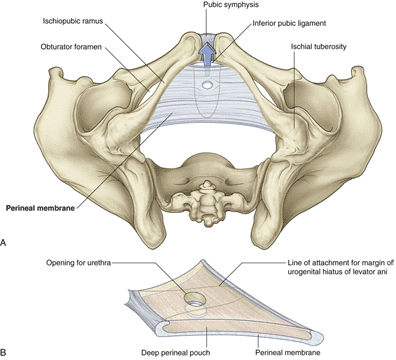 Pubic symphysis
Ischiopubic ramus
Inferior pubic ligament
Obturator foramen
Ischial tuberosity
Perineal membrane
A
Opening for urethra
Line of attachment for margin of
urogenital hiatus of levator ani
Deep perineal pouch
Perineal membrane
B